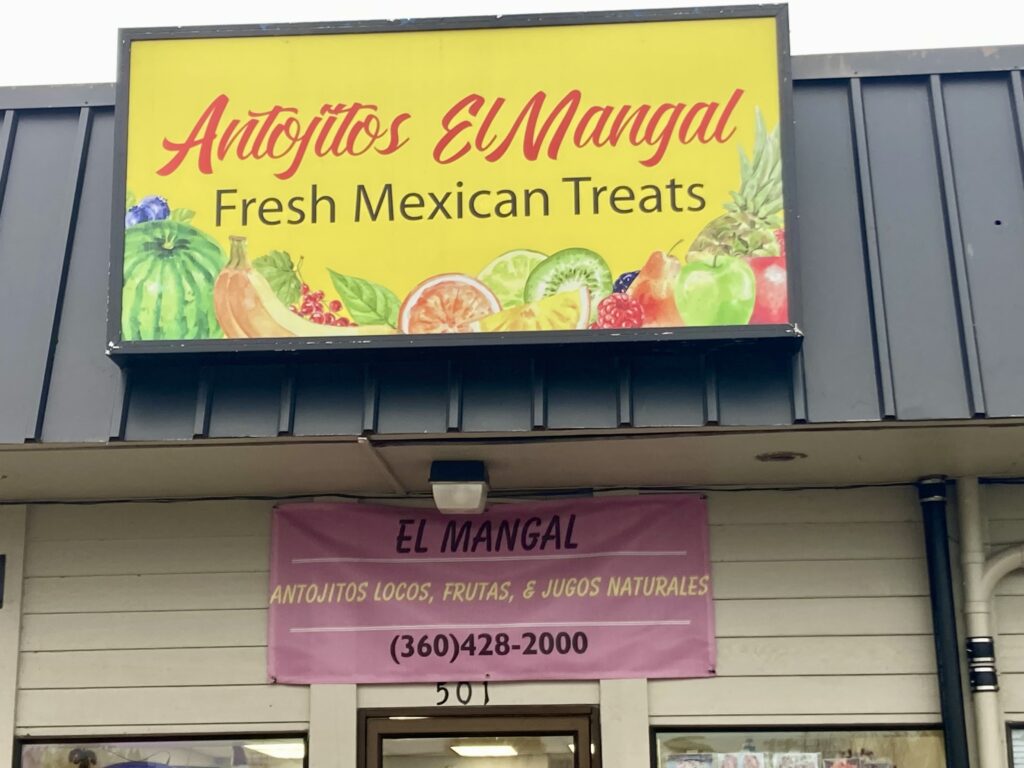 Antojitos El Mangal
Fresh Mexican Treats
EL MANGAL
ANTOJITOS LOCOS, FRUTAS, & JUGOS NATURALES
(360)428-2000
501